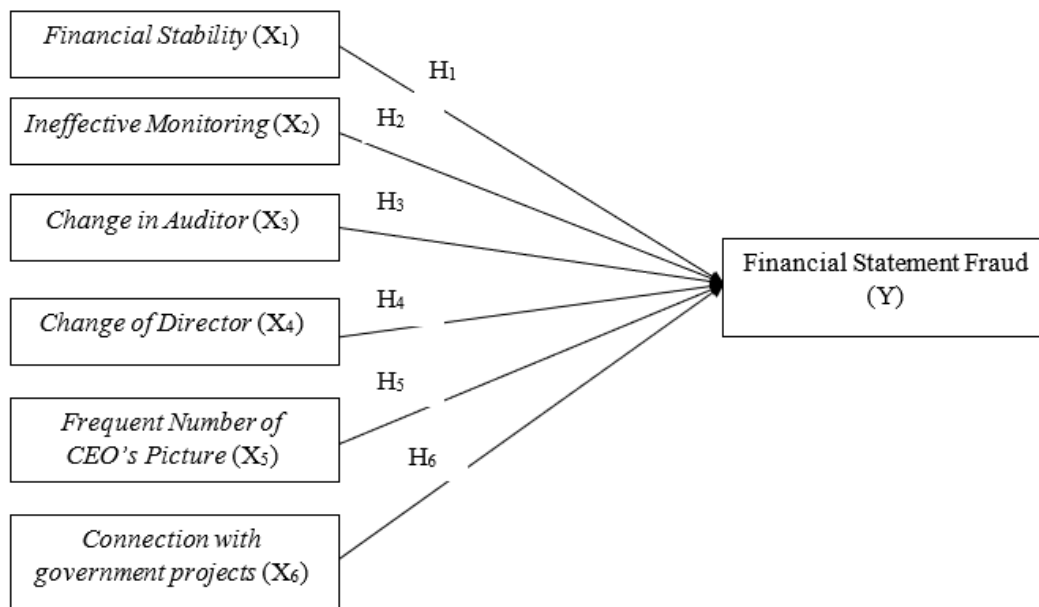 Financial Stability (X₁)
H₁
Ineffective Monitoring (X₂)
H₂
Change in Auditor (X₃)
H₃
Financial Statement Fraud
(Y)
Change of Director (X₄)
H₄
Frequent Number of
CEO's Picture (X₅)
H₅
Connection with
government projects (X₆)
H₆